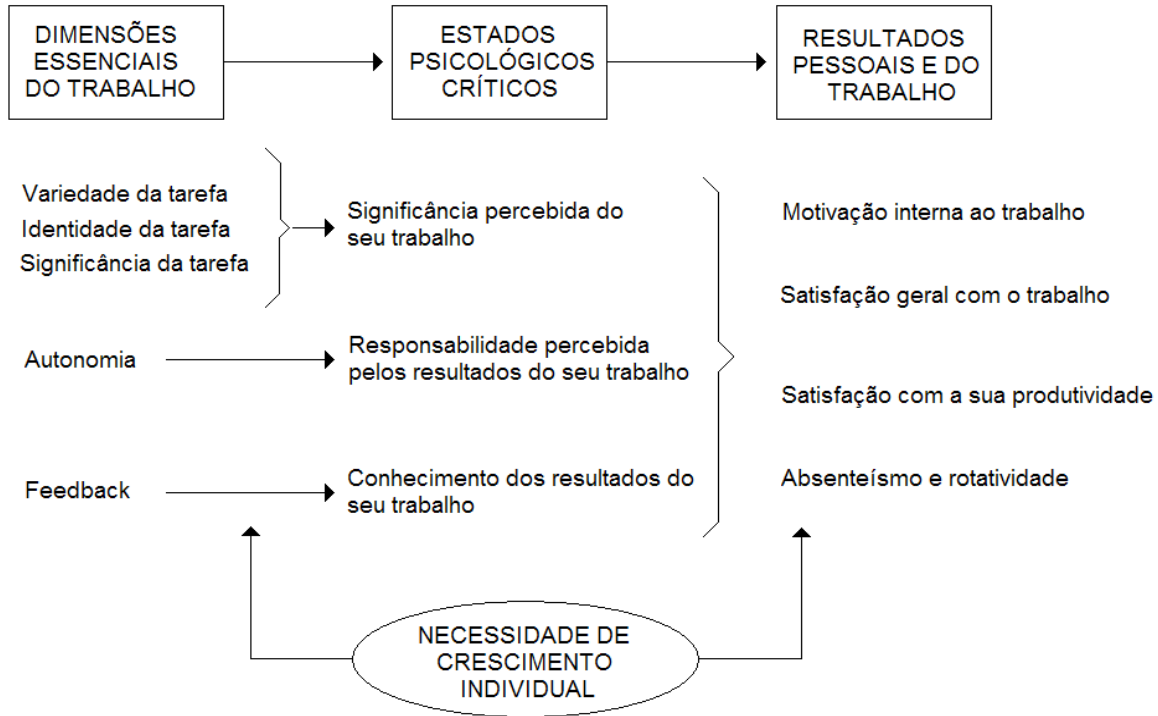 DIMENSÕES
ESSENCIAIS
DO TRABALHO
ESTADOS
PSICOLÓGICOS
CRÍTICOS
RESULTADOS
PESSOAIS E DO
TRABALHO
Variedade da tarefa
Identidade da tarefa
Significância da tarefa
Significância percebida do
seu trabalho
Motivação interna ao trabalho
Satisfação geral com o trabalho
Autonomia
Responsabilidade percebida
pelos resultados do seu trabalho
Satisfação com a sua produtividade
Feedback
Conhecimento dos resultados do
seu trabalho
Absenteísmo e rotatividade
NECESSIDADE DE
CRESCIMENTO
INDIVIDUAL